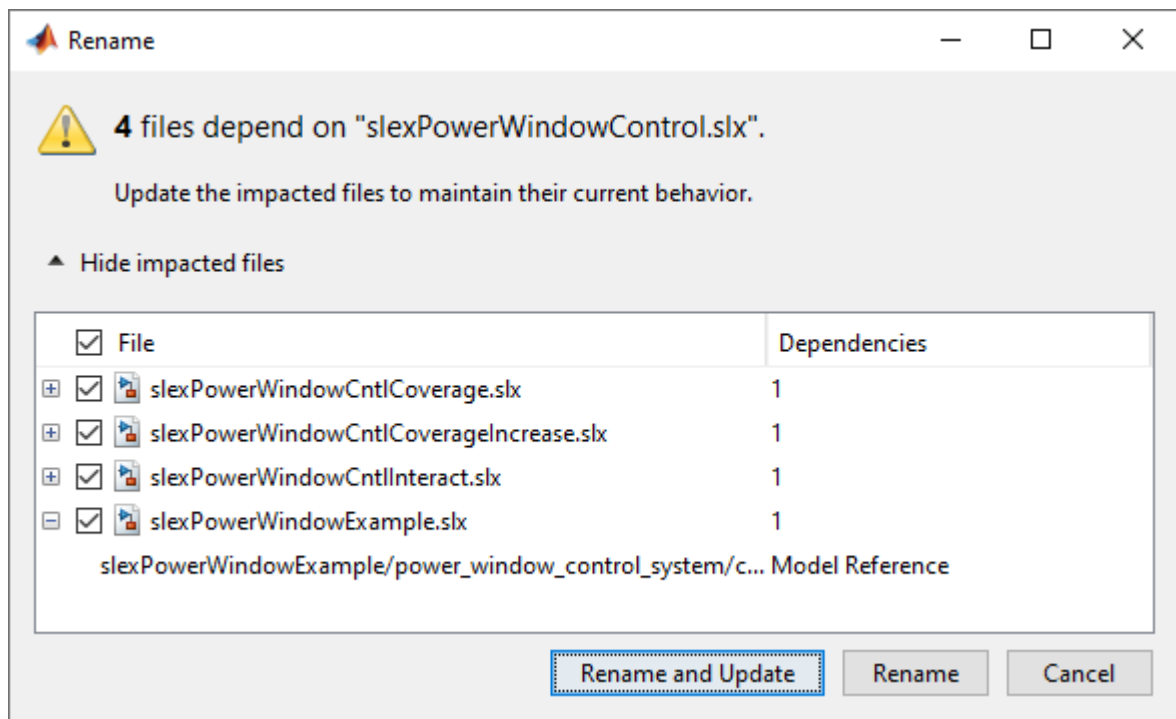 Rename
4 files depend on "slexPowerWindowControl.slx".
Update the impacted files to maintain their current behavior.
Hide impacted files
File Dependencies
slexPowerWindowCntlCoverage.slx 1
slexPowerWindowCntlCoverageIncrease.slx 1
slexPowerWindowCntlInteract.slx 1
slexPowerWindowExample.slx 1
slexPowerWindowExample/power_window_control_system/c... Model Reference
Rename and Update Rename Cancel